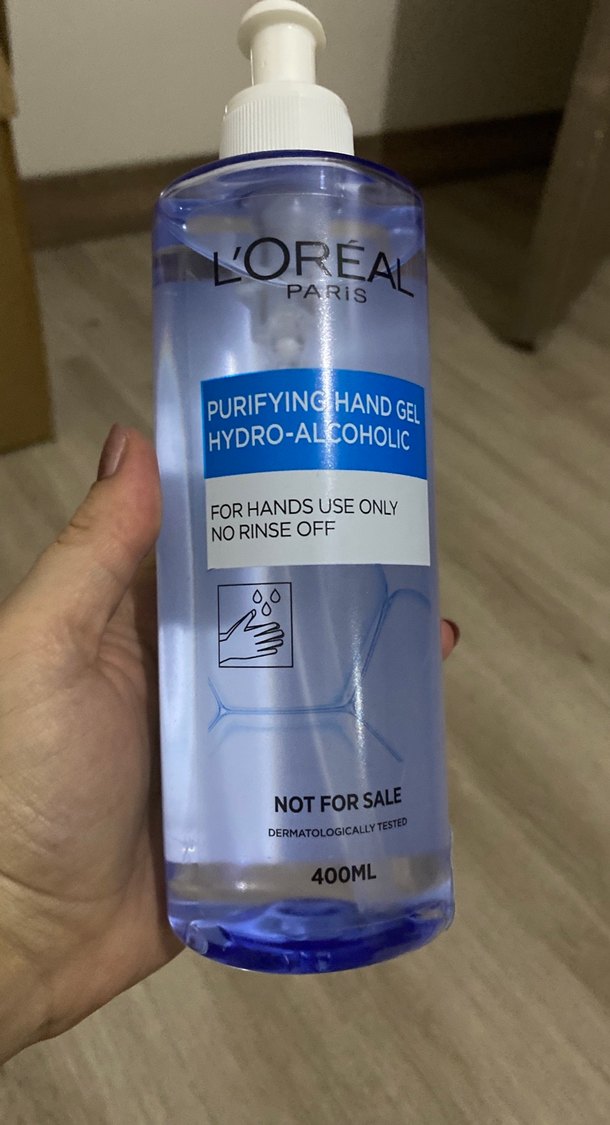 L'ORÉAL
PARIS
PURIFYING HAND GEL
HYDRO-ALCOHOLIC
FOR HANDS USE ONLY
NO RINSE OFF
NOT FOR SALE
DERMATOLOGICALLY TESTED
400ML